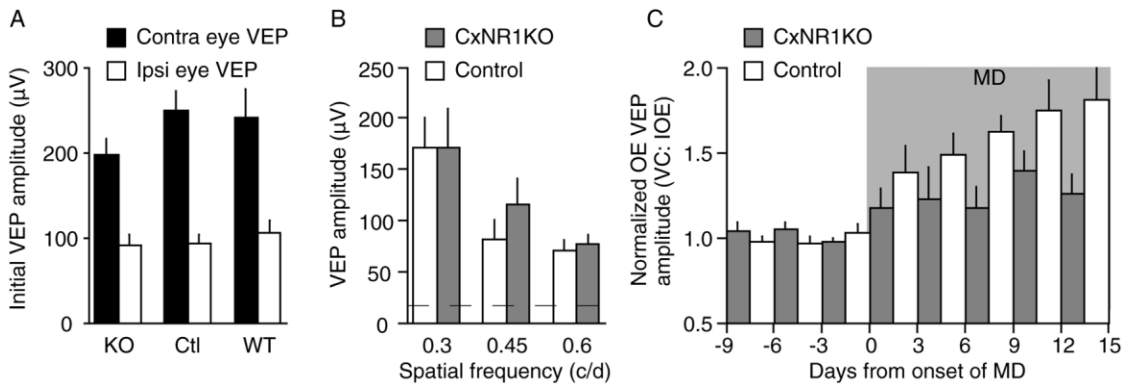 A
Contra eye VEP
Ipsi eye VEP
Initial VEP amplitude (µV)
300
200
100
0
KO Ctl WT
B
CxNR1KO
Control
VEP amplitude (µV)
250
200
150
100
50
0
0.3 0.45 0.6
Spatial frequency (c/d)
C
CxNR1KO
Control
MD
Normalized OE VEP
amplitude (VC: IOE)
2.0
1.5
1.0
0.5
-9 -6 -3 0 3 6 9 12 15
Days from onset of MD